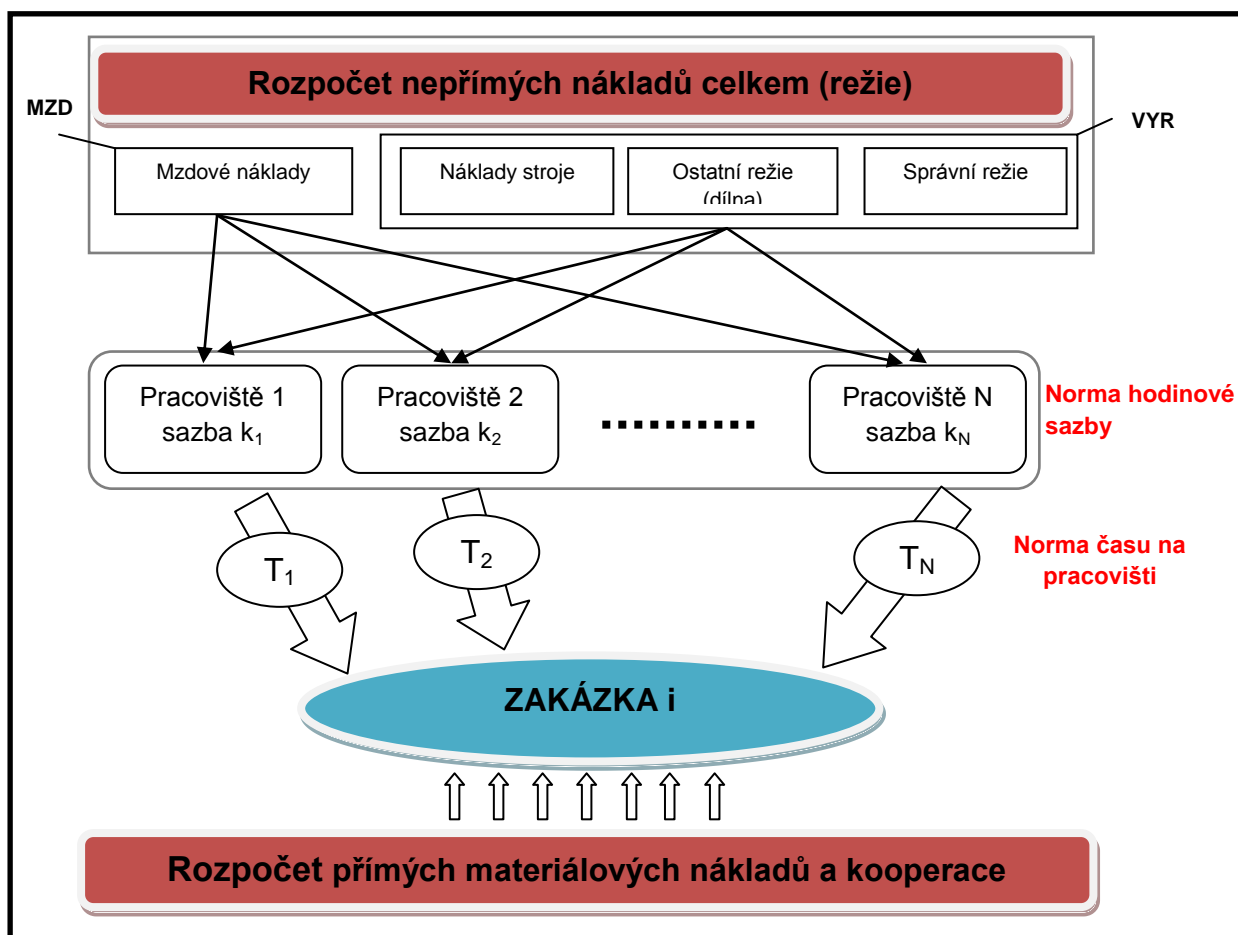 Rozpočet nepřímých nákladů celkem (režie)
MZD
VYR
Mzdové náklady
Náklady stroje
Ostatní režie
(dílna)
Správní režie
Pracoviště 1
sazba k₁
Pracoviště 2
sazba k₂
..........
Pracoviště N
sazba kN
Norma hodinové
sazby
T₁
T₂
TN
Norma času na
pracovišti
ZAKÁZKA i
Rozpočet přímých materiálových nákladů a kooperace